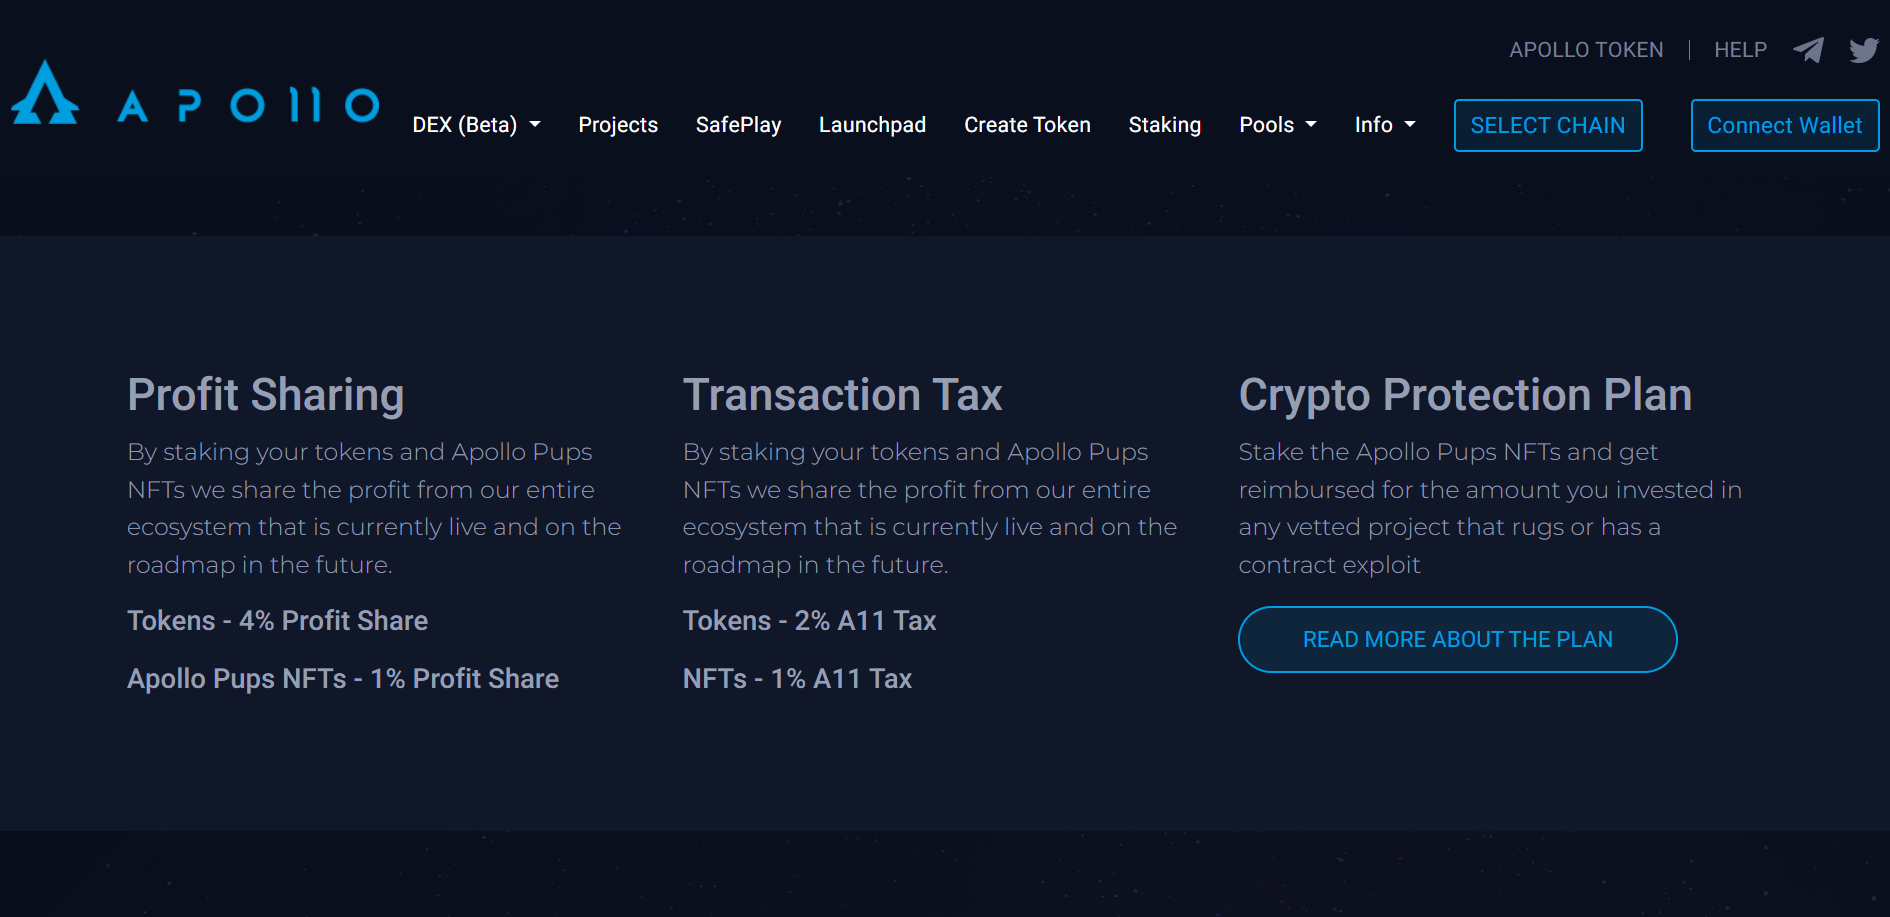 APOLLO TOKEN | HELP
APOllO
DEX (Beta) Projects SafePlay Launchpad Create Token Staking Pools Info SELECT CHAIN Connect Wallet
Profit Sharing
By staking your tokens and Apollo Pups
NFTs we share the profit from our entire
ecosystem that is currently live and on the
roadmap in the future.
Tokens - 4% Profit Share
Apollo Pups NFTs - 1% Profit Share
Transaction Tax
By staking your tokens and Apollo Pups
NFTs we share the profit from our entire
ecosystem that is currently live and on the
roadmap in the future.
Tokens - 2% A11 Tax
NFTs - 1% A11 Tax
Crypto Protection Plan
Stake the Apollo Pups NFTs and get
reimbursed for the amount you invested in
any vetted project that rugs or has a
contract exploit
READ MORE ABOUT THE PLAN